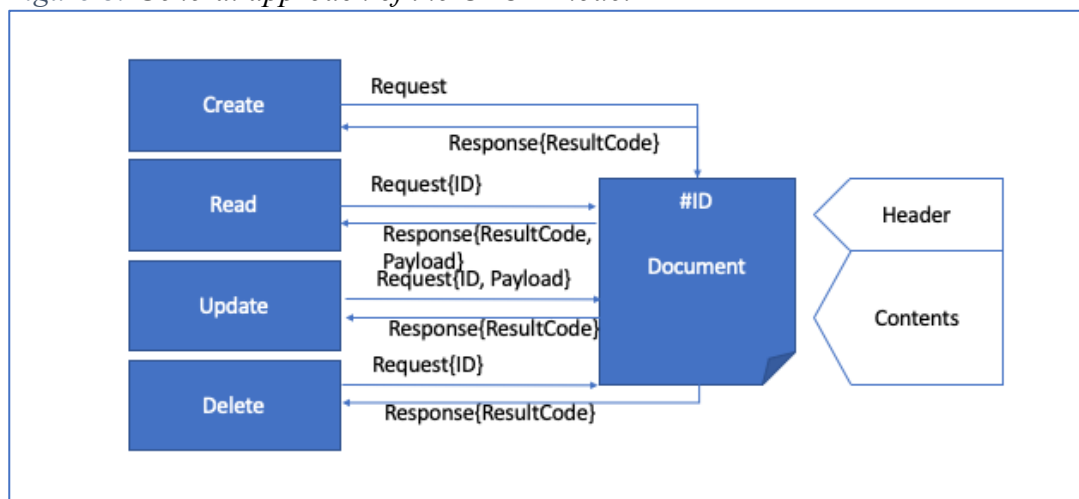 Create
Request
Response{ResultCode}
Read
Request{ID}
Response{ResultCode,
Payload}
Update
Request{ID, Payload}
Response{ResultCode}
Delete
Request{ID}
Response{ResultCode}
#ID
Document
Header
Contents